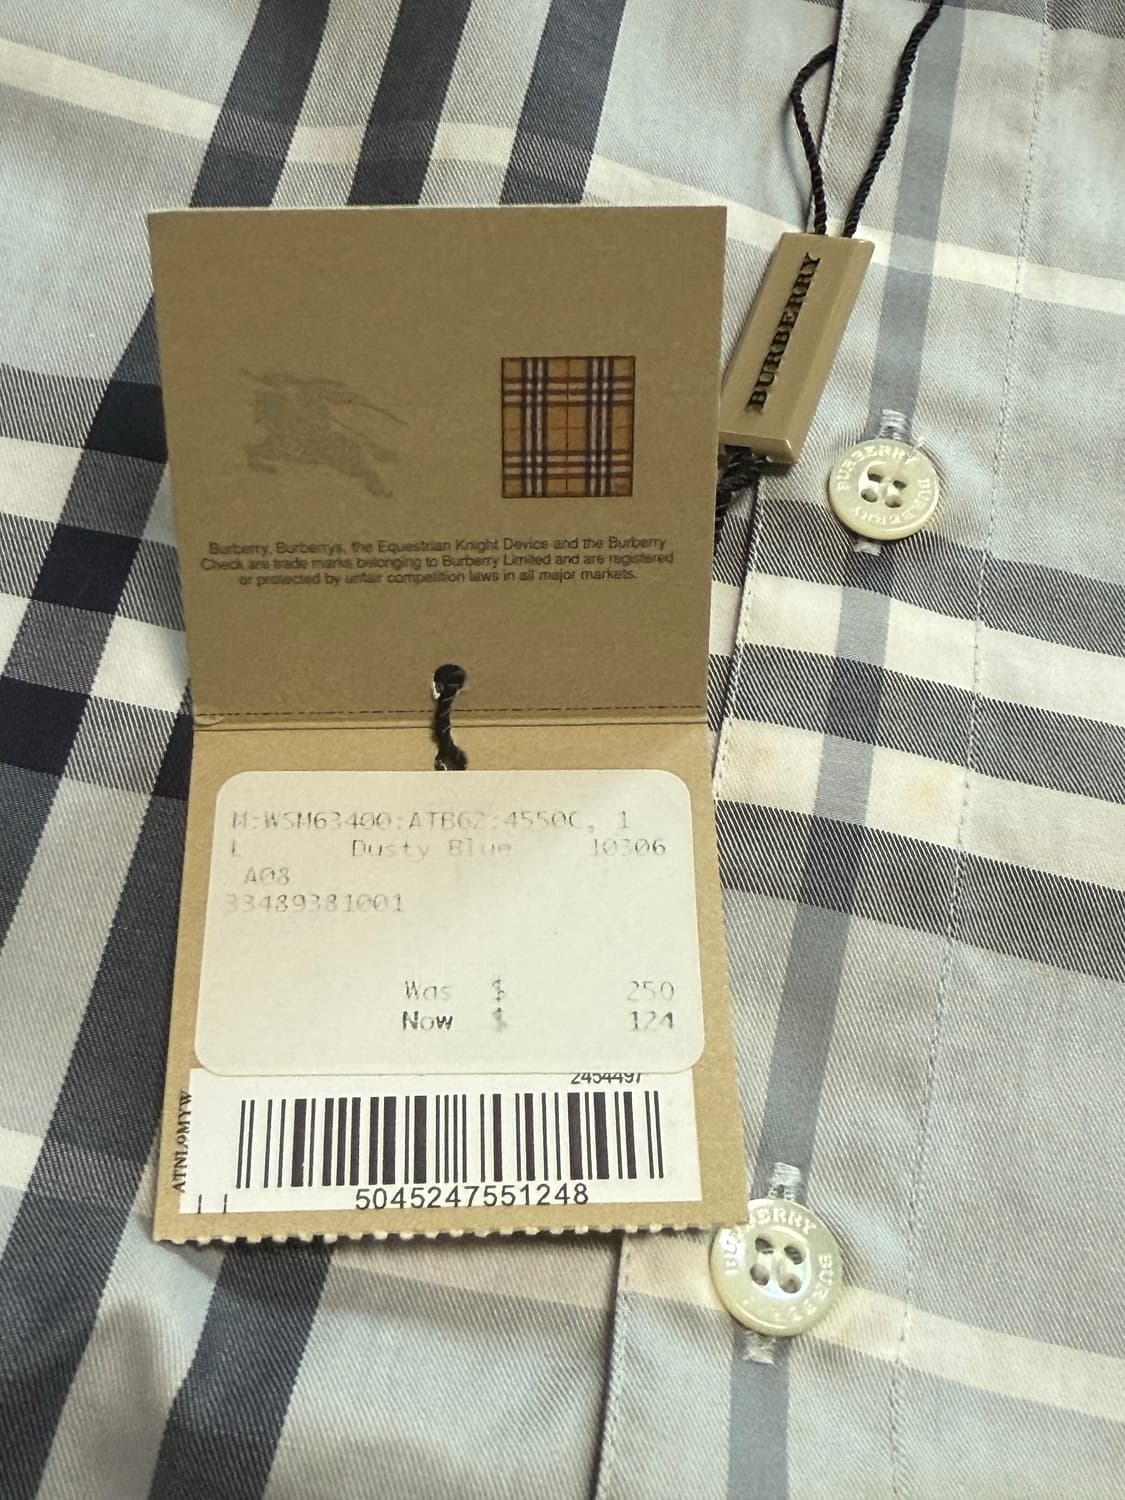 BURBERRY
BURBERRY BURBERRY
Burberry, Burberrys, the Equestrian Knight Device and the Burberry
Check are trade marks belonging to Burberry Limited and are registered
or protected by unfair competition laws in all major markets.
M:WSM63400:ATB62:4550C, 1
L Dusty Blue 10306
A08
33489381001
Was $ 250
Now $ 124
2454497
5045247551248
BURBERRY BURBERRY